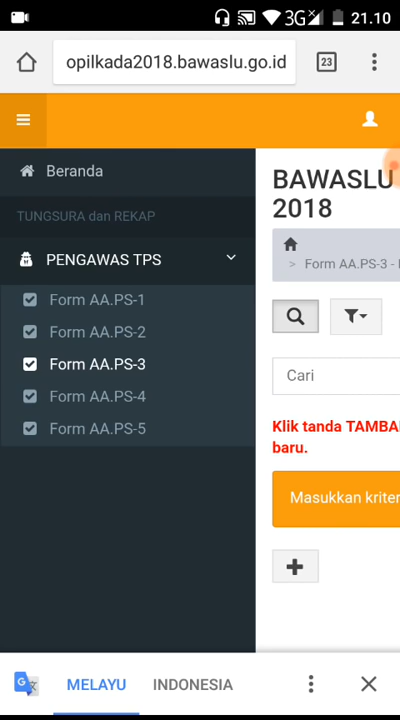 3G 21.10
opilkada2018.bawaslu.go.id 23
Beranda
TUNGSURA dan REKAP
PENGAWAS TPS
Form AA.PS-1
Form AA.PS-2
Form AA.PS-3
Form AA.PS-4
Form AA.PS-5
BAWASLU
2018
> Form AA.PS-3 -
Cari
Klik tanda TAMBA
baru.
Masukkan kriter
MELAYU INDONESIA